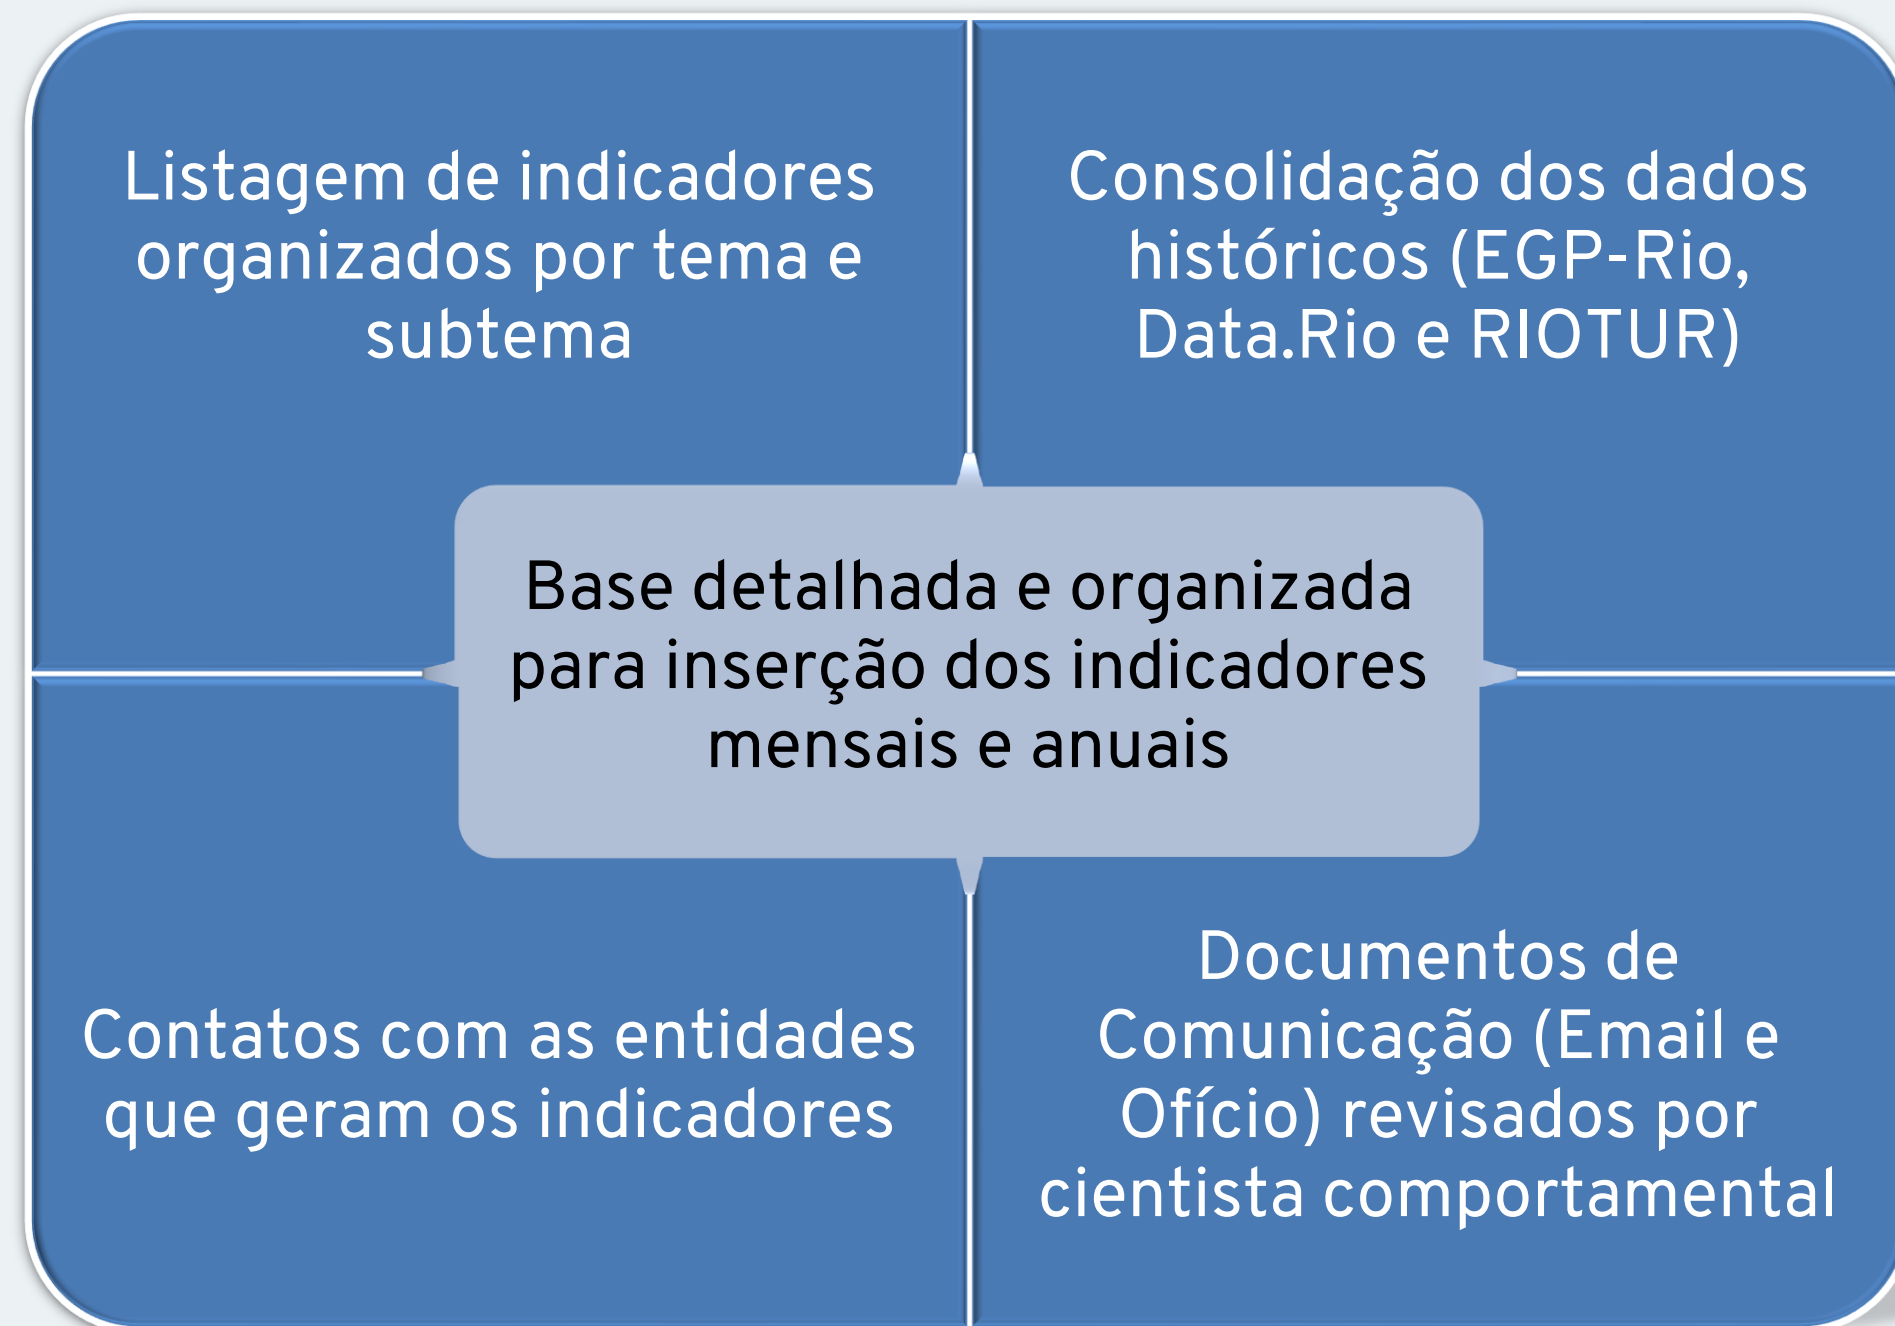 Listagem de indicadores
organizados por tema e
subtema
Consolidação dos dados
históricos (EGP-Rio,
Data.Rio e RIOTUR)
Base detalhada e organizada
para inserção dos indicadores
mensais e anuais
Contatos com as entidades
que geram os indicadores
Documentos de
Comunicação (Email e
Ofício) revisados por
cientista comportamental